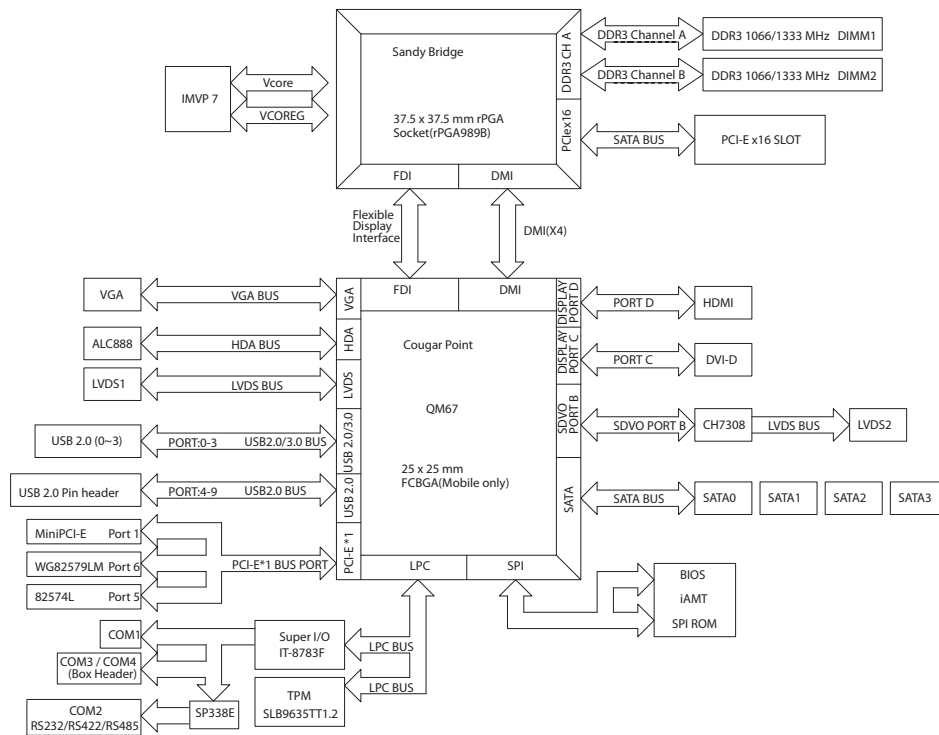 Sandy Bridge
37.5 x 37.5 mm rPGA
Socket(rPGA989B)
IMVP 7
Vcore
VCOREG
DDR3 CH A
PCIex16
DDR3 Channel A
DDR3 1066/1333 MHz DIMM1
DDR3 Channel B
DDR3 1066/1333 MHz DIMM2
SATA BUS
PCI-E x16 SLOT
FDI
DMI
Flexible
Display
Interface
DMI(X4)
FDI
DMI
Cougar Point
QM67
25 x 25 mm
FCBGA(Mobile only)
VGA
VGA BUS
VGA
ALC888
HDA BUS
HDA
LVDS1
LVDS BUS
LVDS
USB 2.0 (0~3)
PORT:0-3 USB2.0/3.0 BUS
USB 2.0/3.0
USB 2.0 Pin header
PORT:4-9 USB2.0 BUS
USB2.0
MiniPCI-E Port 1
WG82579LM Port 6
82574L Port 5
PCI-E*1 BUS PORT
PCI-E *1
DISPLAY
PORT D
PORT D
HDMI
DISPLAY
PORT C
PORT C
DVI-D
SDVO
PORT B
SDVO PORT B
CH7308
LVDS BUS
LVDS2
SATA
SATA BUS
SATA0
SATA1
SATA2
SATA3
LPC
SPI
BIOS
iAMT
SPI ROM
COM1
COM3 / COM4
(Box Header)
COM2
RS232/RS422/RS485
SP338E
Super I/O
IT-8783F
LPC BUS
TPM
SLB9635TT1.2
LPC BUS